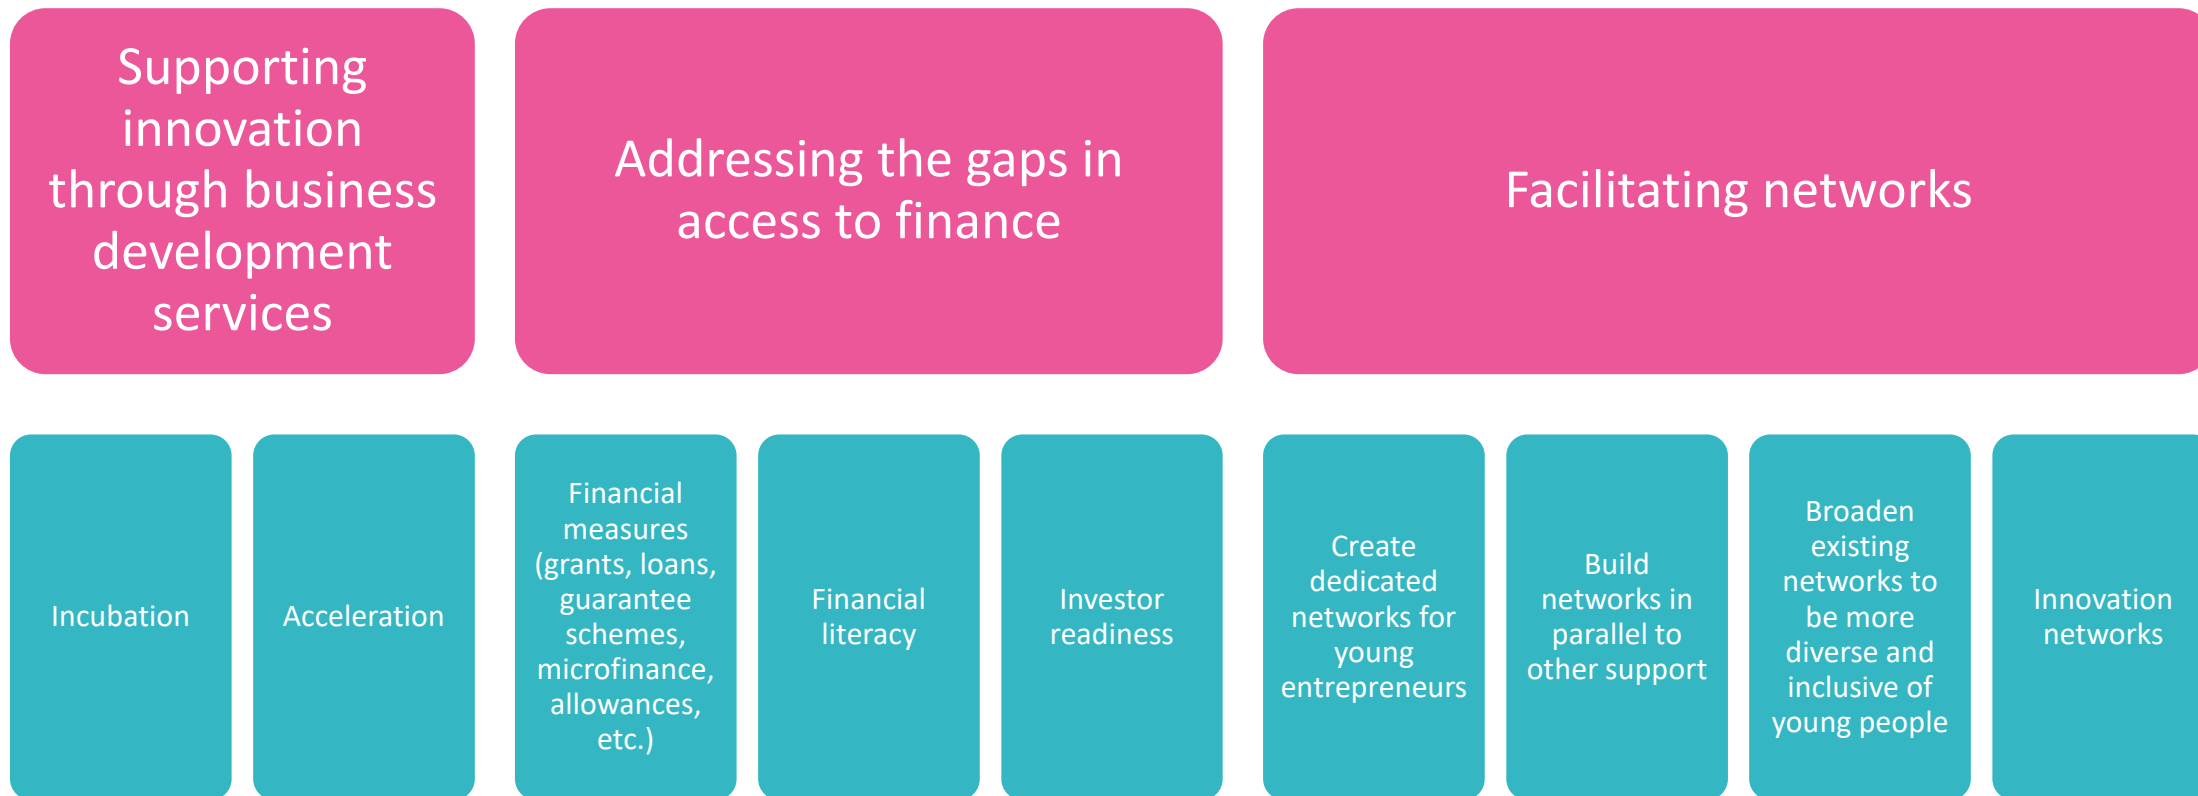 Supporting
innovation
through business
development
services
Addressing the gaps in
access to finance
Facilitating networks
Incubation
Acceleration
Financial
measures
(grants, loans,
guarantee
schemes,
microfinance,
allowances,
etc.)
Financial
literacy
Investor
readiness
Create
dedicated
networks for
young
entrepreneurs
Build
networks in
parallel to
other support
Broaden
existing
networks to
be more
diverse and
inclusive of
young people
Innovation
networks